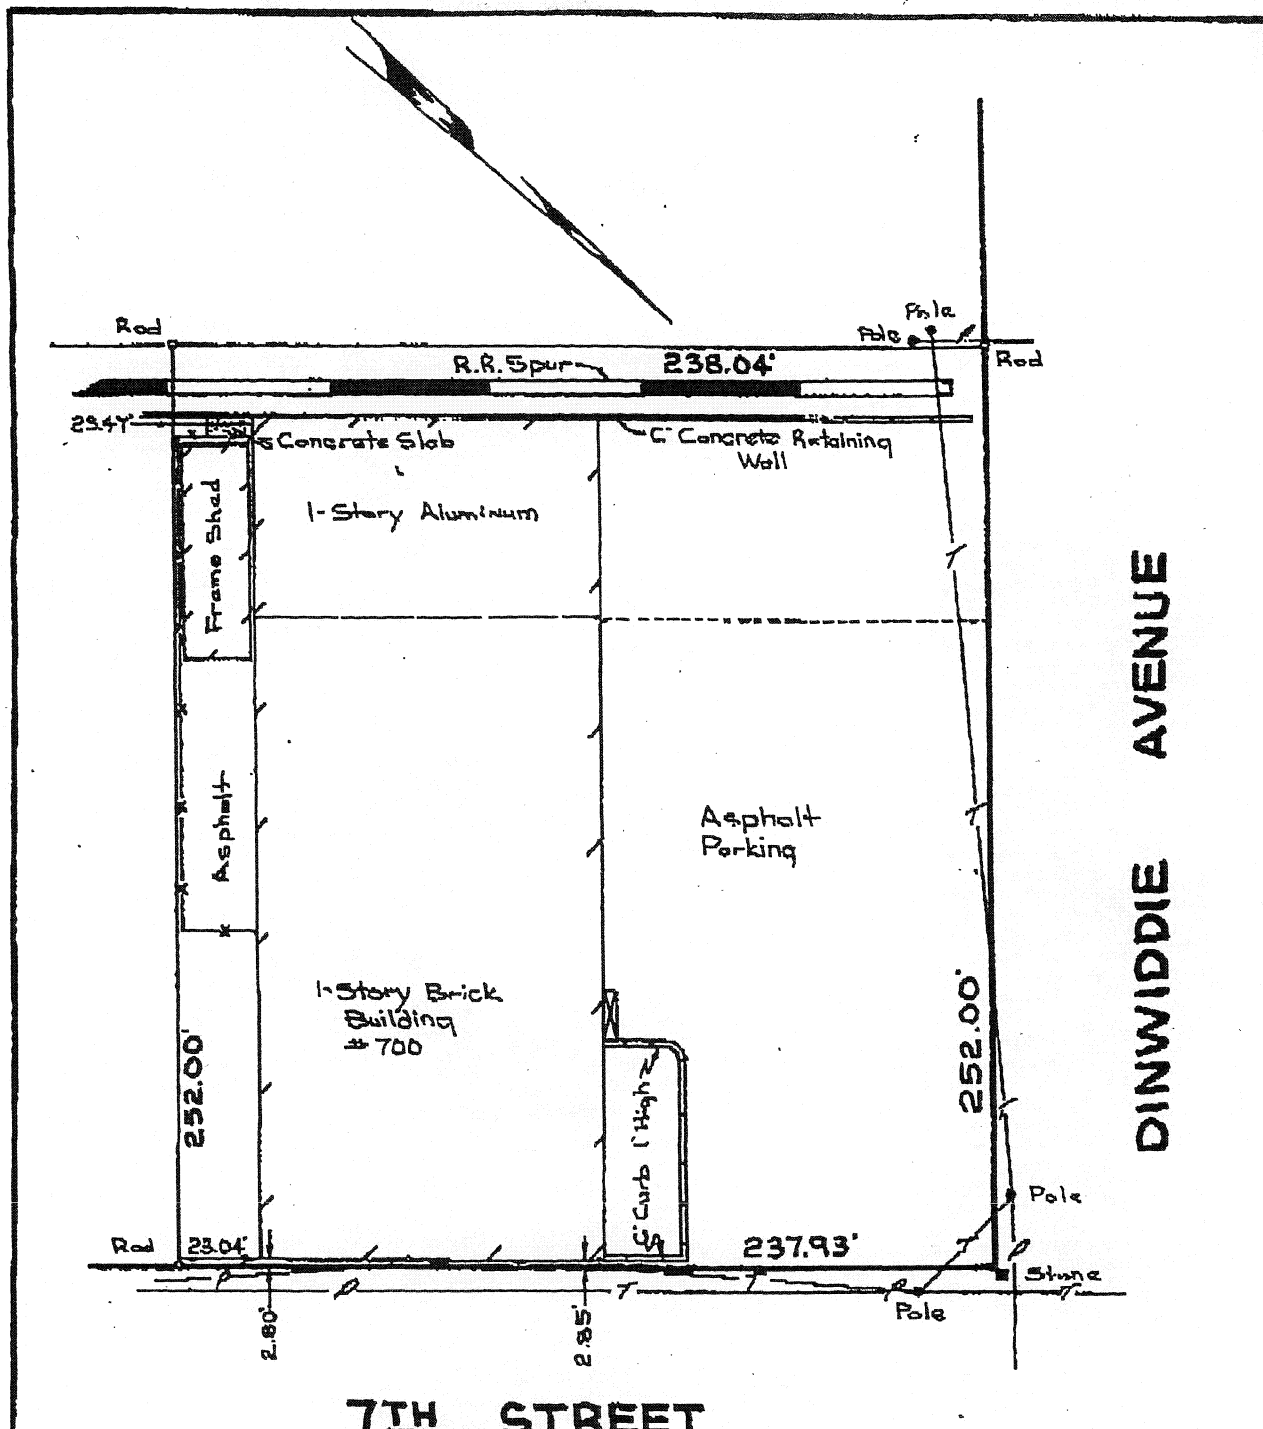 Pole
Rod
Pole
Rod
R.R. Spur
238.04'
23.47'
Concrete Slab
6" Concrete Retaining
Wall
1-Story Aluminum
Frame Shed
Asphalt
Asphalt
Parking
AVENUE
DINWIDDIE
1-Story Brick
Building
# 700
252.00'
252.00'
6" Curb 1' High
Pole
Rod
23.04'
237.93'
Stone
P
P
T
T
P
T
Pole
2.80'
2.85'
7TH STREET